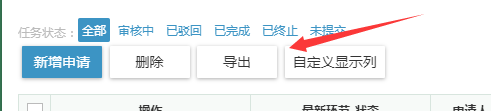 任务状态： 全部 审核中 已驳回 已完成 已终止 未提交
新增申请 删除 导出 自定义显示列
操作 最新环节-状态 申请人